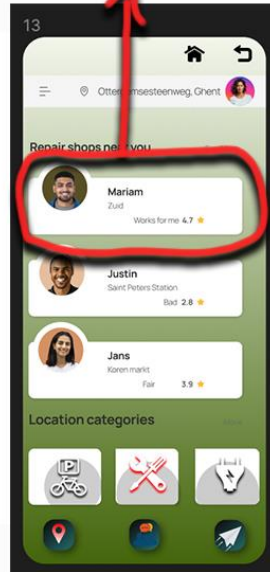 13
Ghent
Repair shops near you
Mariam
Zuid
Works for me 4.7
Justin
Saint Peters Station
Bad 2.8
Jans
Koren markt
Fair 3.9
Location categories
More
P